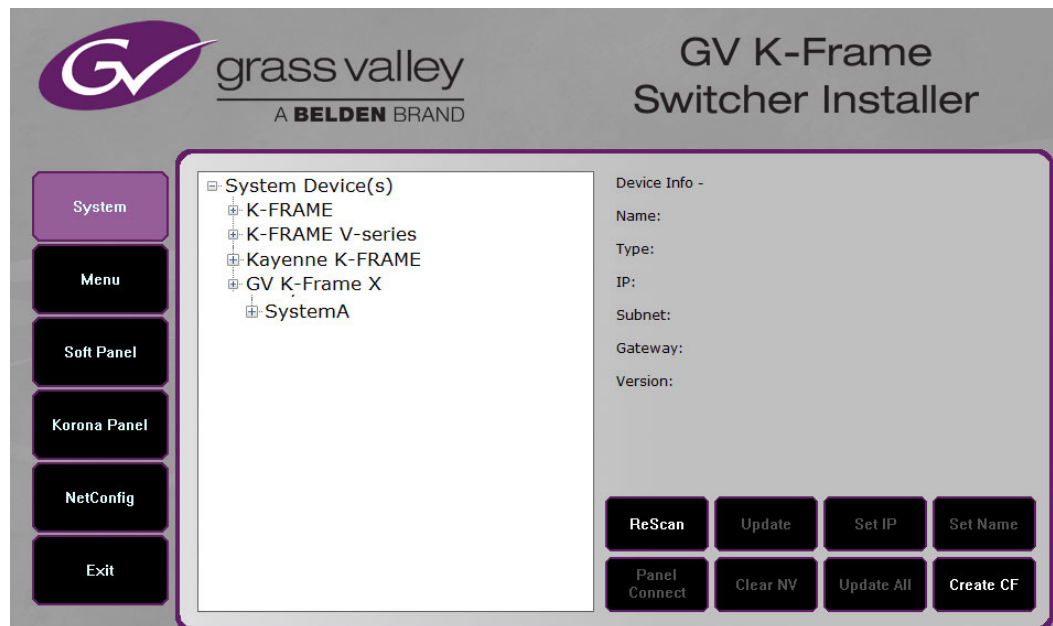 GV
grass valley
A BELDEN BRAND
GV K-Frame
Switcher Installer
System
Menu
Soft Panel
Korona Panel
NetConfig
Exit
System Device(s)
K-FRAME
K-FRAME V-series
Kayenne K-FRAME
GV K-Frame X
SystemA
Device Info -
Name:
Type:
IP:
Subnet:
Gateway:
Version:
ReScan
Update
Set IP
Set Name
Panel
Connect
Clear NV
Update All
Create CF